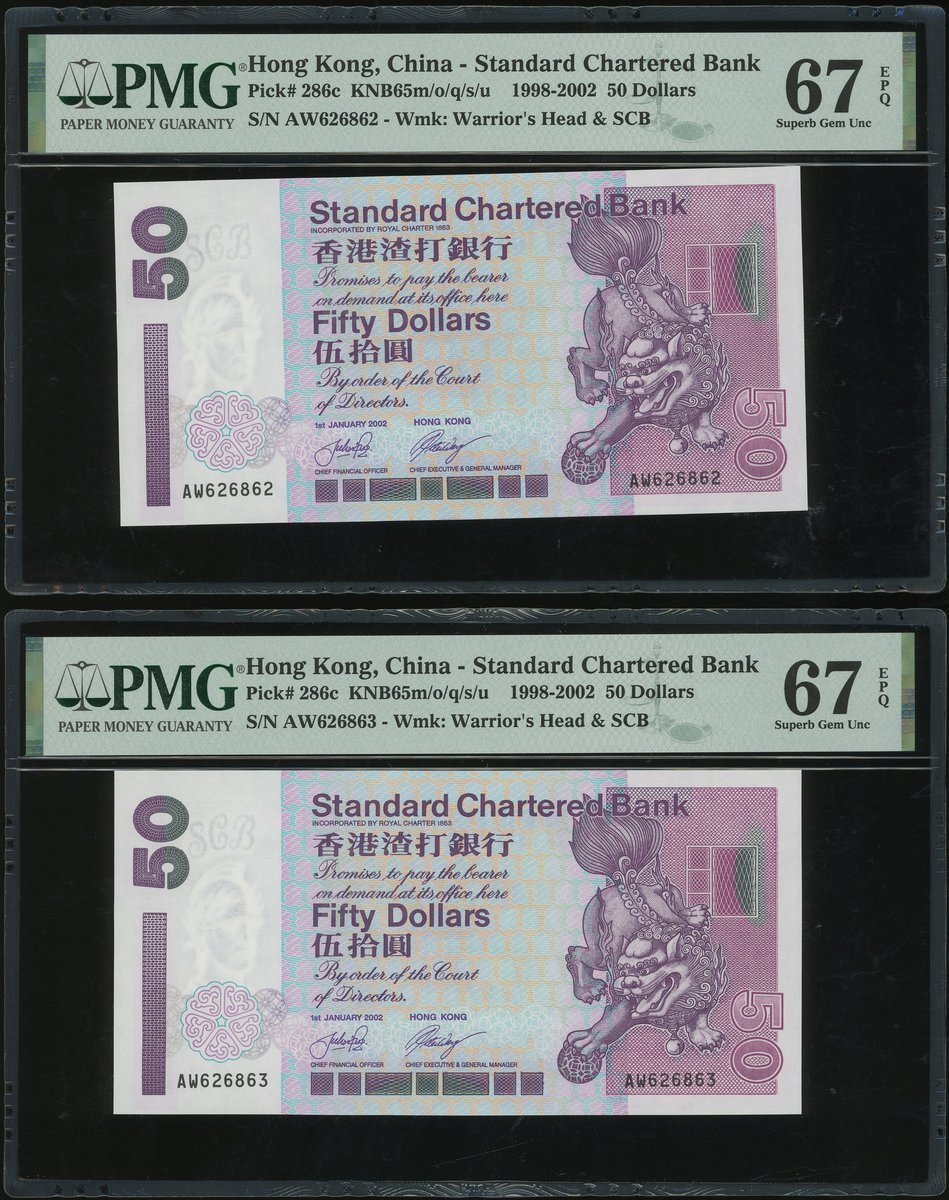 PMG®
PAPER MONEY GUARANTY
Hong Kong, China - Standard Chartered Bank
Pick# 286c KNB65m/o/q/s/u 1998-2002 50 Dollars
S/N AW626862 - Wmk: Warrior's Head & SCB
67
EPQ
Superb Gem Unc
50
SCB
Standard Chartered Bank
INCORPORATED BY ROYAL CHARTER 1853
香港渣打銀行
Promises to pay the bearer
on demand at its office here
Fifty Dollars
伍拾圓
By order of the Court
of Directors.
1st JANUARY 2002 HONG KONG
CHIEF FINANCIAL OFFICER CHIEF EXECUTIVE & GENERAL MANAGER
50
AW626862
AW626862
PMG®
PAPER MONEY GUARANTY
Hong Kong, China - Standard Chartered Bank
Pick# 286c KNB65m/o/q/s/u 1998-2002 50 Dollars
S/N AW626863 - Wmk: Warrior's Head & SCB
67
EPQ
Superb Gem Unc
50
SCB
Standard Chartered Bank
INCORPORATED BY ROYAL CHARTER 1853
香港渣打銀行
Promises to pay the bearer
on demand at its office here
Fifty Dollars
伍拾圓
By order of the Court
of Directors.
1st JANUARY 2002 HONG KONG
CHIEF FINANCIAL OFFICER CHIEF EXECUTIVE & GENERAL MANAGER
50
AW626863
AW626863